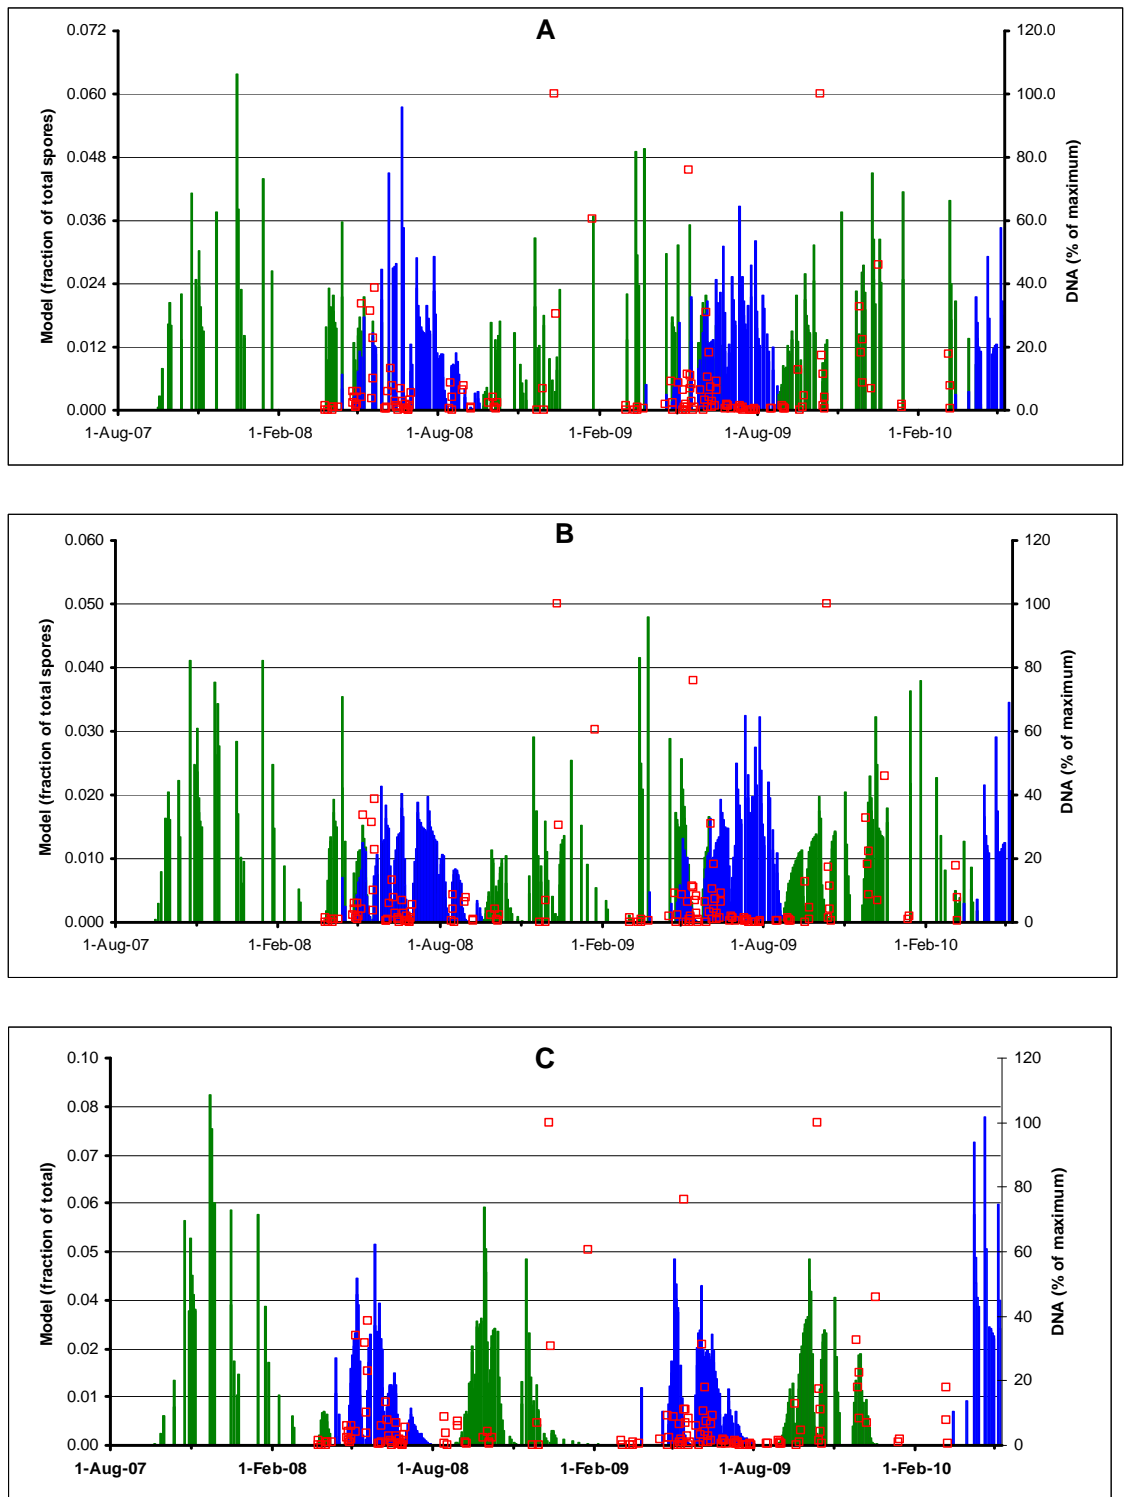 A
Model (fraction of total spores)
0.072
0.060
0.048
0.036
0.024
0.012
0.000
120.0
100.0
80.0
60.0
40.0
20.0
0.0
DNA (% of maximum)
1-Aug-07
1-Feb-08
1-Aug-08
1-Feb-09
1-Aug-09
1-Feb-10
B
Model (fraction of total spores)
0.060
0.050
0.040
0.030
0.020
0.010
0.000
120
100
80
60
40
20
0
DNA (% of maximum)
1-Aug-07
1-Feb-08
1-Aug-08
1-Feb-09
1-Aug-09
1-Feb-10
C
Model (fraction of total)
0.10
0.08
0.07
0.06
0.05
0.04
0.02
0.01
0.00
120
100
80
60
40
20
0
DNA (% of maximum)
1-Aug-07
1-Feb-08
1-Aug-08
1-Feb-09
1-Aug-09
1-Feb-10